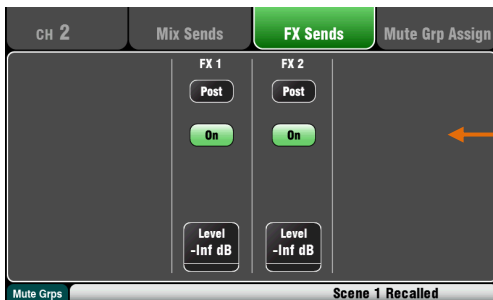 CH 2 Mix Sends FX Sends Mute Grp Assign
FX 1 FX 2
Post Post
On On
Level Level
-Inf dB -Inf dB
Mute Grps Scene 1 Recalled